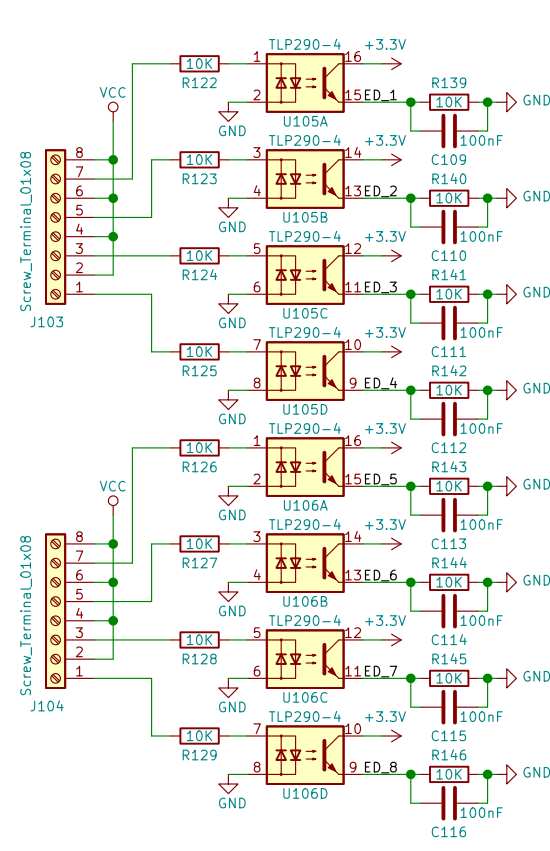 TLP290-4 +3.3V
1 10K 16
R122
2 15 ED_1
U105A
GND
R139
10K GND
100nF
C109
VCC
TLP290-4 +3.3V
3 10K 14
R123
4 13 ED_2
U105B
GND
R140
10K GND
100nF
C110
Screw_Terminal_01x08
8
7
6
5
4
3
2
1
J103
TLP290-4 +3.3V
5 10K 12
R124
6 11 ED_3
U105C
GND
R141
10K GND
100nF
C111
TLP290-4 +3.3V
7 10K 10
R125
8 9 ED_4
U105D
GND
R142
10K GND
100nF
C112
TLP290-4 +3.3V
1 10K 16
R126
2 15 ED_5
U106A
GND
R143
10K GND
100nF
C113
VCC
TLP290-4 +3.3V
3 10K 14
R127
4 13 ED_6
U106B
GND
R144
10K GND
100nF
C114
Screw_Terminal_01x08
8
7
6
5
4
3
2
1
J104
TLP290-4 +3.3V
5 10K 12
R128
6 11 ED_7
U106C
GND
R145
10K GND
100nF
C115
TLP290-4 +3.3V
7 10K 10
R129
8 9 ED_8
U106D
GND
R146
10K GND
100nF
C116